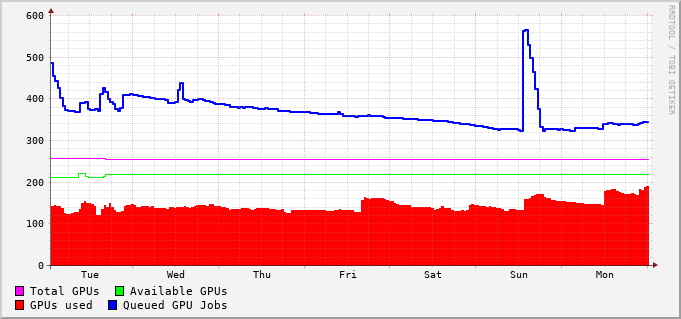 RRDTOOL / TOBI OETIKER
600
500
400
300
200
100
0
Tue Wed Thu Fri Sat Sun Mon
Total GPUs Available GPUs
GPUs used Queued GPU Jobs